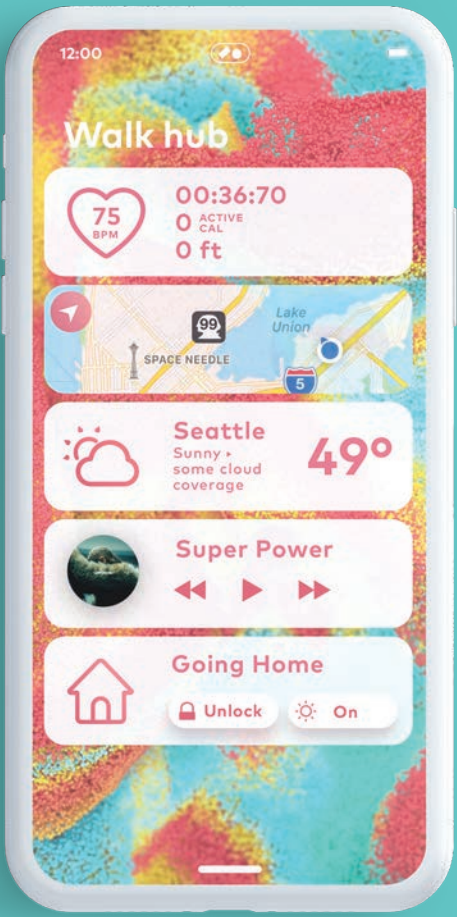 12:00
Walk hub
75
BPM
00:36:70
0 ACTIVE
CAL
0 ft
99
Lake
Union
SPACE NEEDLE
5
Seattle
Sunny ▸
some cloud
coverage
49°
Super Power
Going Home
Unlock
On